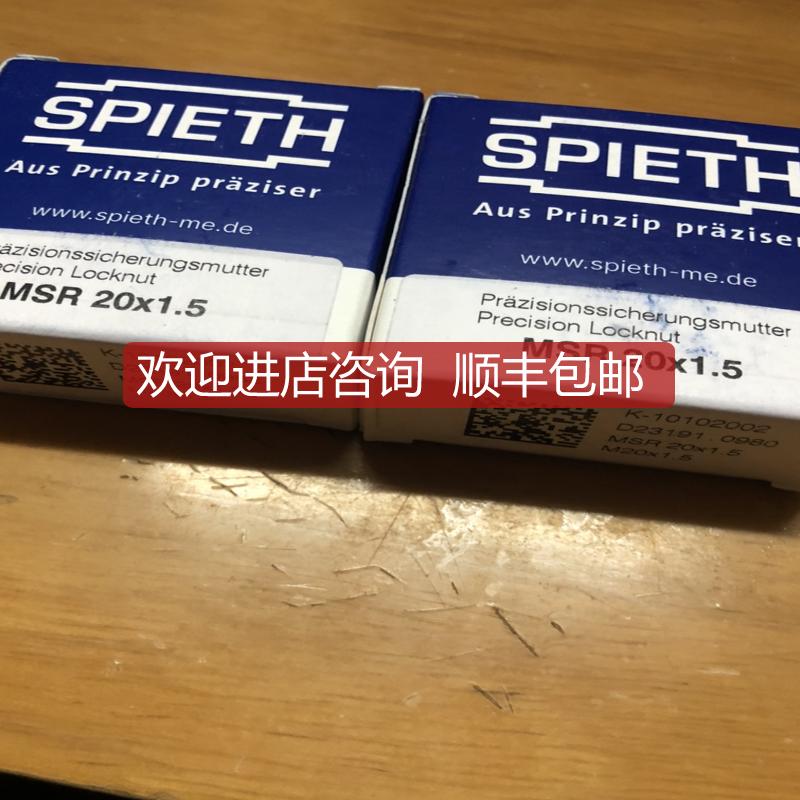 SPIETH
Aus Prinzip präziser
www.spieth-me.de
äzisionssicherungsmutter
ecision Locknut
MSR 20x1.5
SPIETH
Aus Prinzip präziser
www.spieth-me.de
Präzisionssicherungsmutter
Precision Locknut
MSR 20x1.5
K-10102002
D23191.0980
MSR 20x1.5
M20x1.5
欢迎进店咨询 顺丰包邮